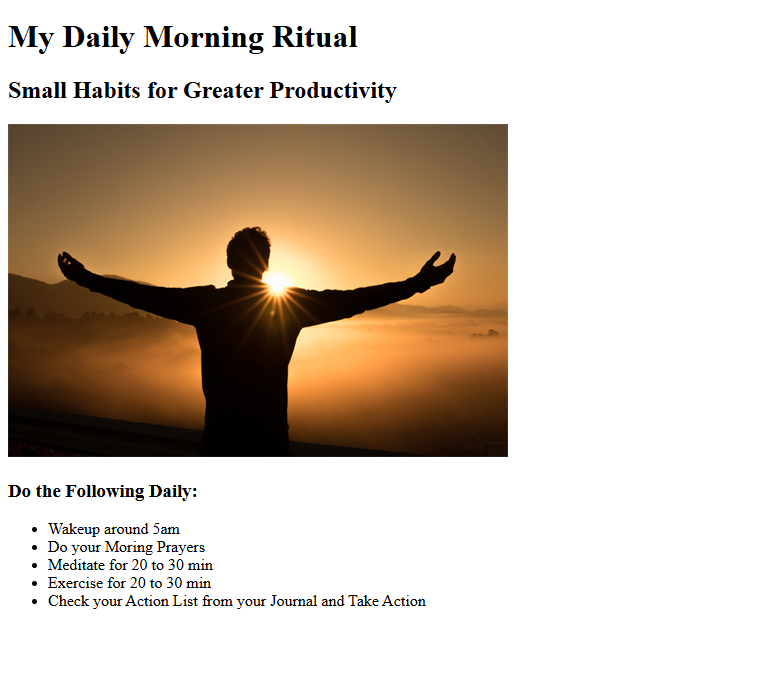 My Daily Morning Ritual
Small Habits for Greater Productivity
Do the Following Daily:
• Wakeup around 5am
• Do your Moring Prayers
• Meditate for 20 to 30 min
• Exercise for 20 to 30 min
• Check your Action List from your Journal and Take Action